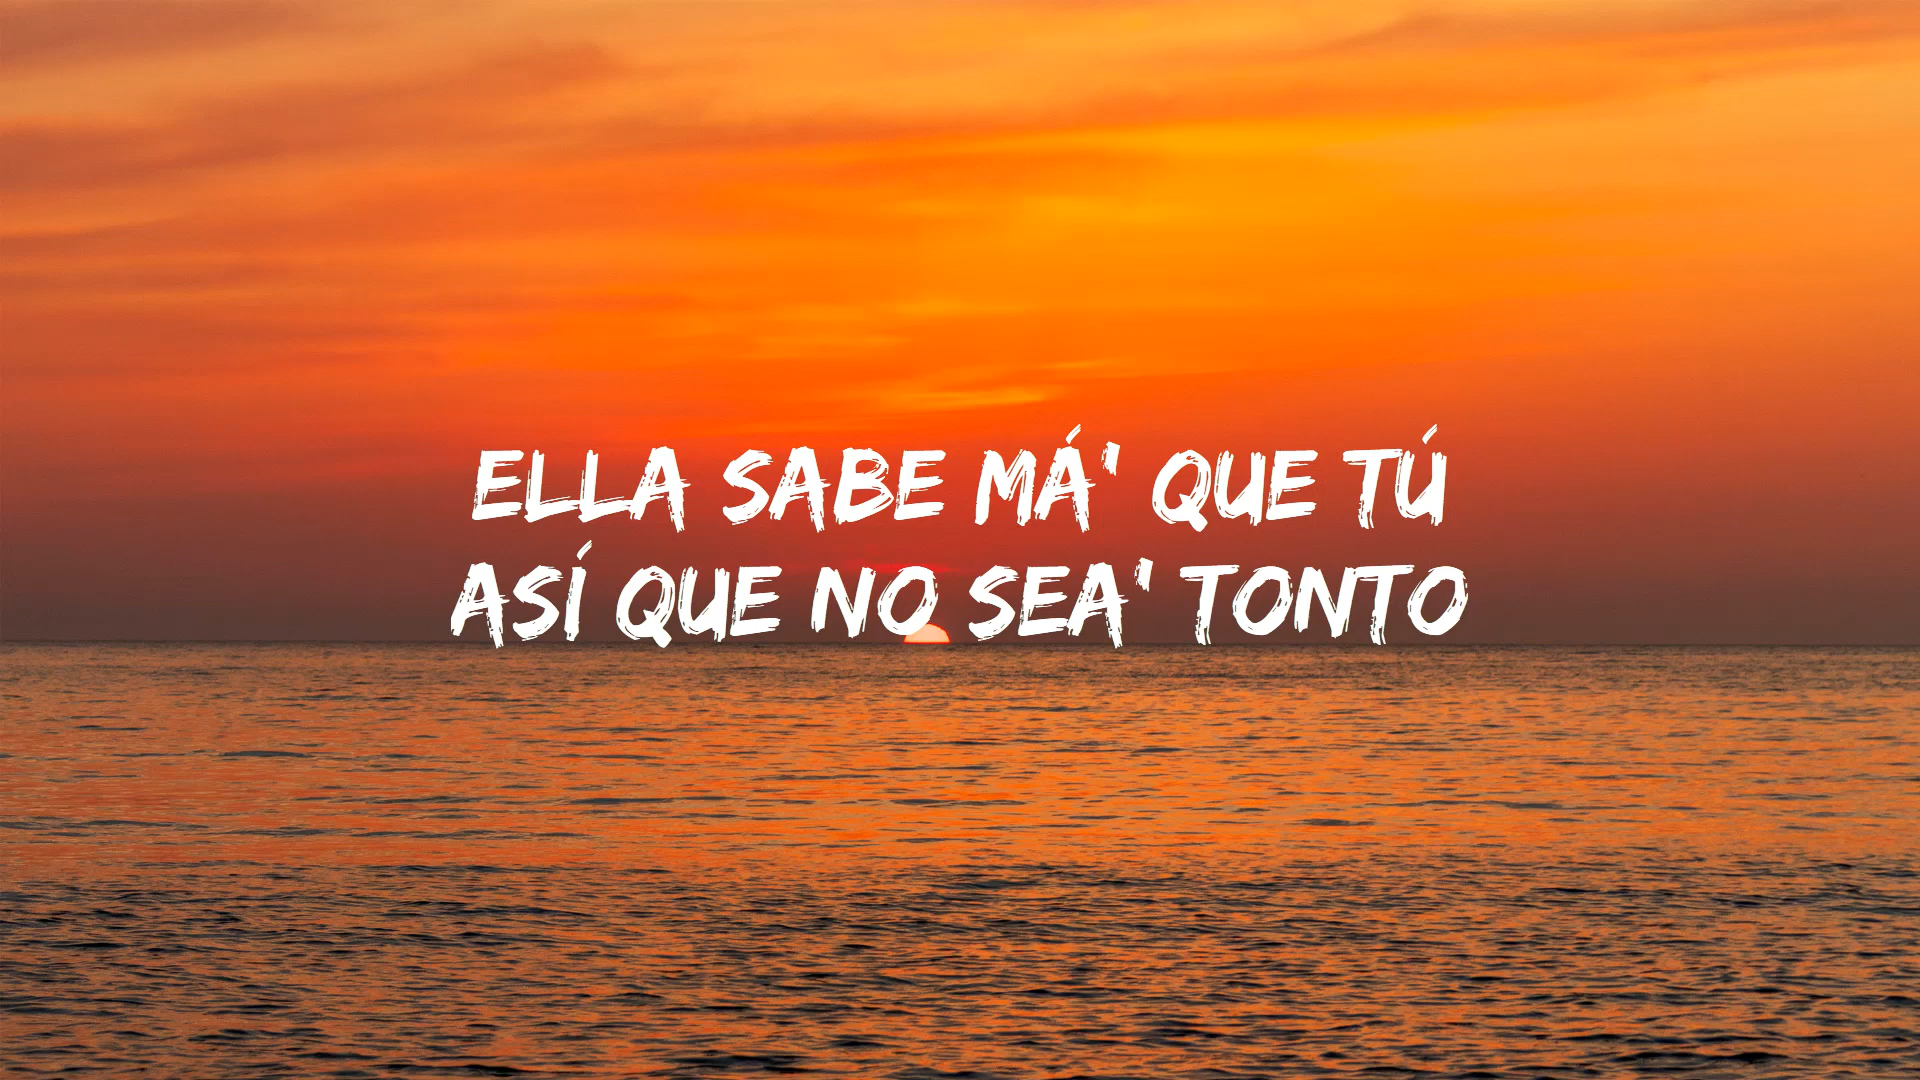 ELLA SABE MÁ' QUE TÚ
ASÍ QUE NO SEA' TONTO